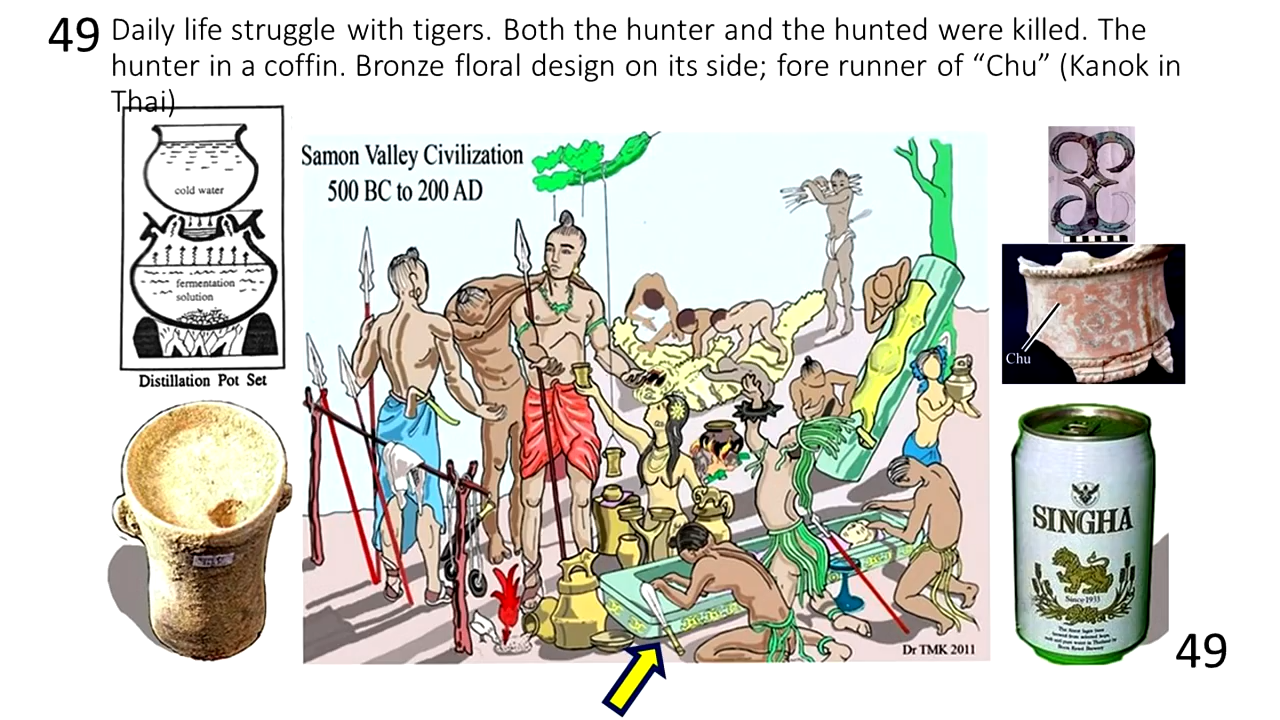 49
Daily life struggle with tigers. Both the hunter and the hunted were killed. The
hunter in a coffin. Bronze floral design on its side; fore runner of “Chu” (Kanok in
Thai)
cold water
fermentation
solution
Distillation Pot Set
Samon Valley Civilization
500 BC to 200 AD
Dr TMK 2011
Chu
SINGHA
Since 1933
49